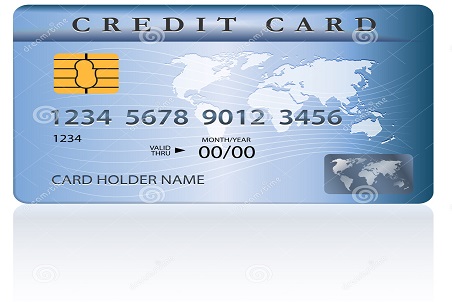 CREDIT CARD
1234 5678 9012 3456
1234
MONTH/YEAR
VALID THRU ► 00/00
CARD HOLDER NAME